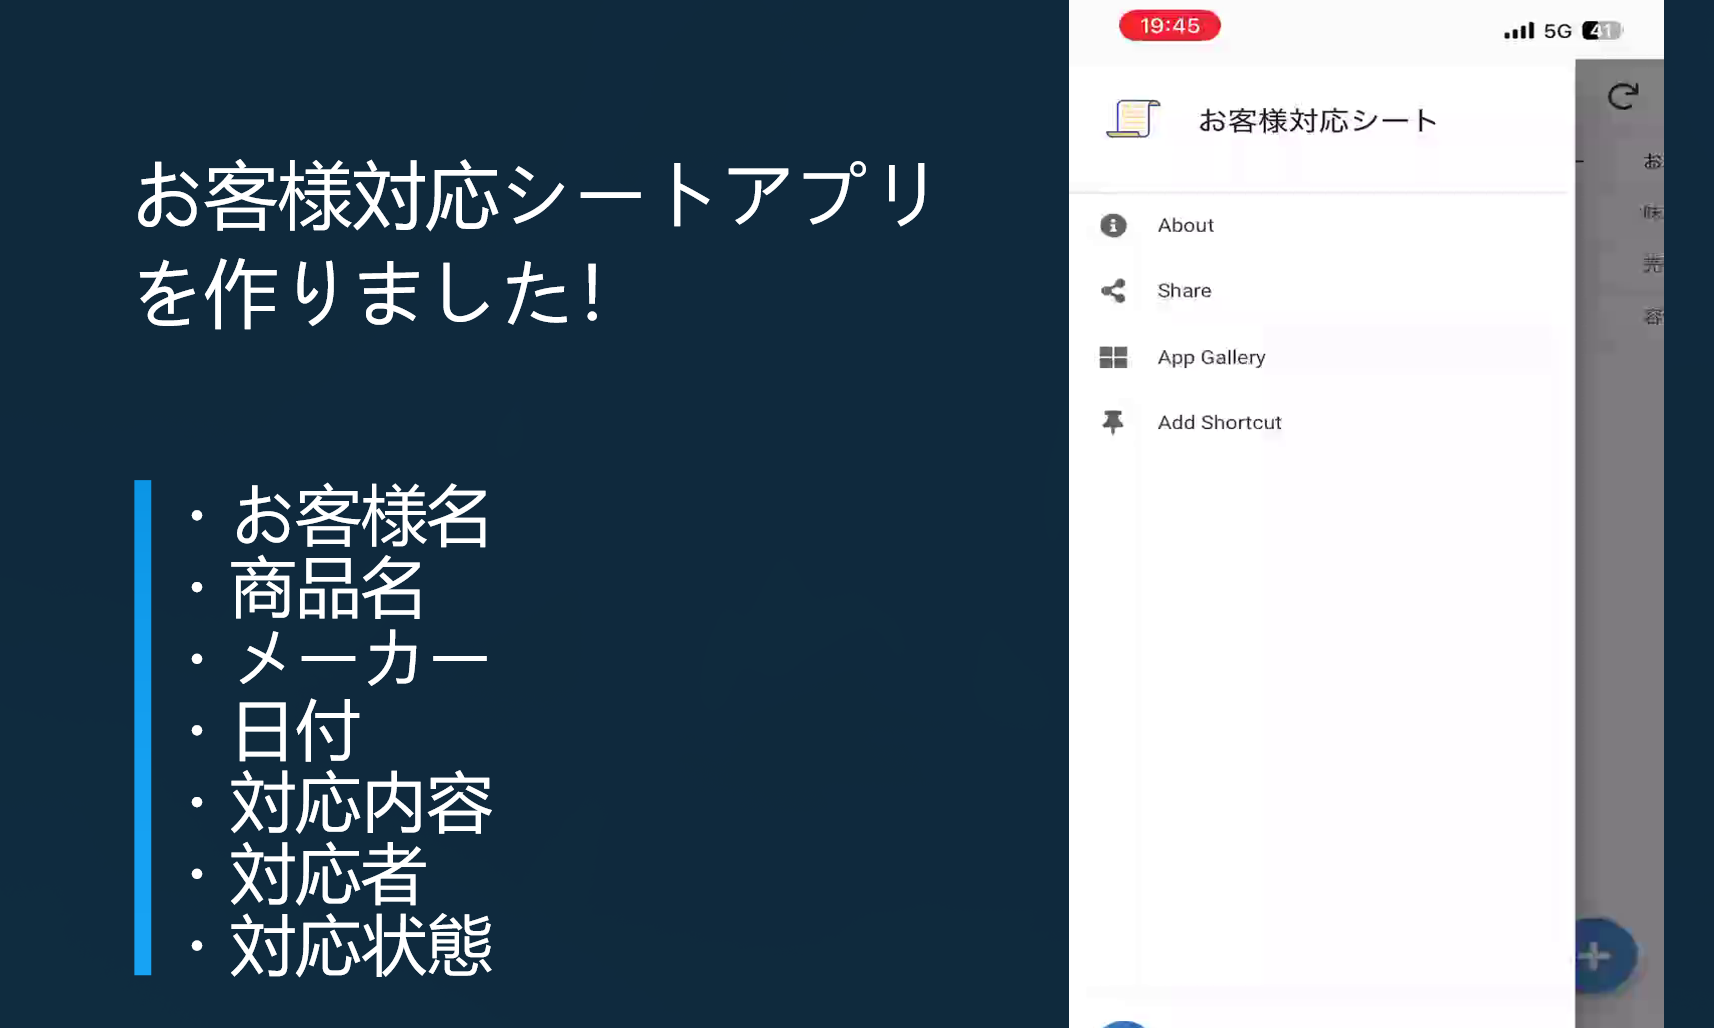 お客様対応シートアプリ
を作りました!
・お客様名
・商品名
・メーカー
・日付
・対応内容
・対応者
・対応状態
19:45
5G 41
お客様対応シート
About
Share
App Gallery
Add Shortcut
お
容